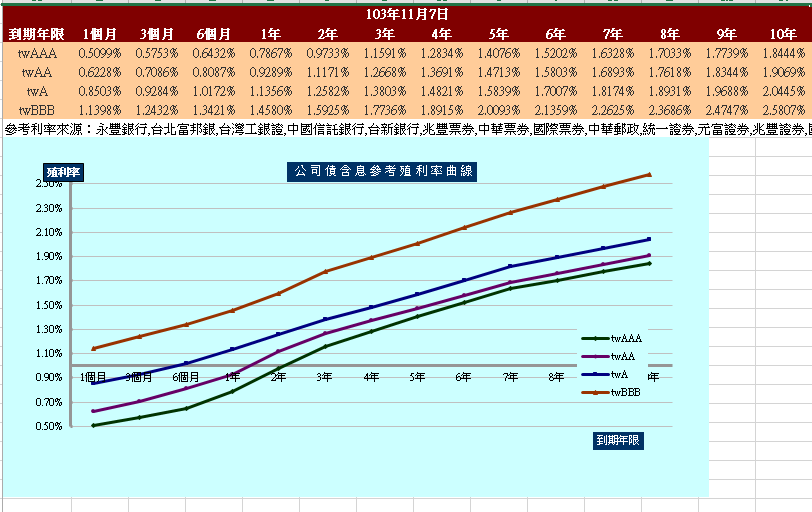 103年11月7日
到期年限 1個月 3個月 6個月 1年 2年 3年 4年 5年 6年 7年 8年 9年 10年
twAAA 0.5099% 0.5753% 0.6432% 0.7867% 0.9733% 1.1591% 1.2834% 1.4076% 1.5202% 1.6328% 1.7033% 1.7739% 1.8444%
twAA 0.6228% 0.7086% 0.8087% 0.9289% 1.1171% 1.2668% 1.3691% 1.4713% 1.5803% 1.6893% 1.7618% 1.8344% 1.9069%
twA 0.8503% 0.9284% 1.0172% 1.1356% 1.2582% 1.3803% 1.4821% 1.5839% 1.7007% 1.8174% 1.8931% 1.9688% 2.0445%
twBBB 1.1398% 1.2432% 1.3421% 1.4580% 1.5925% 1.7736% 1.8915% 2.0093% 2.1359% 2.2625% 2.3686% 2.4747% 2.5807%
參考利率來源：永豐銀行,台北富邦銀,台灣工銀證,中國信託銀行,台新銀行,兆豐票券,中華票券,國際票券,中華郵政,統一證券,元富證券,兆豐證券,
殖利率
公司債含息參考殖利率曲線
2.50%
2.30%
2.10%
1.90%
1.70%
1.50%
1.30%
1.10%
0.90%
0.70%
0.50%
1個月 3個月 6個月 1年 2年 3年 4年 5年 6年 7年 8年 年
twAAA
twAA
twA
twBBB
到期年限